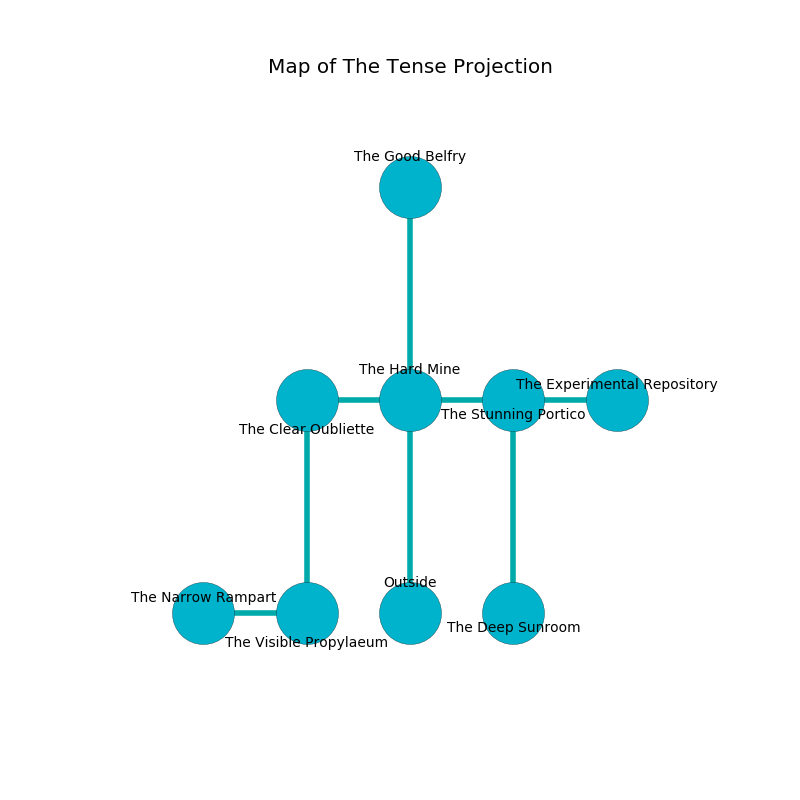 Map of The Tense Projection
The Good Belfry
The Hard Mine
The Experimental Repository
The Stunning Portico
The Clear Oubliette
Outside
The Narrow Rampart
The Deep Sunroom
The Visible Propylaeum